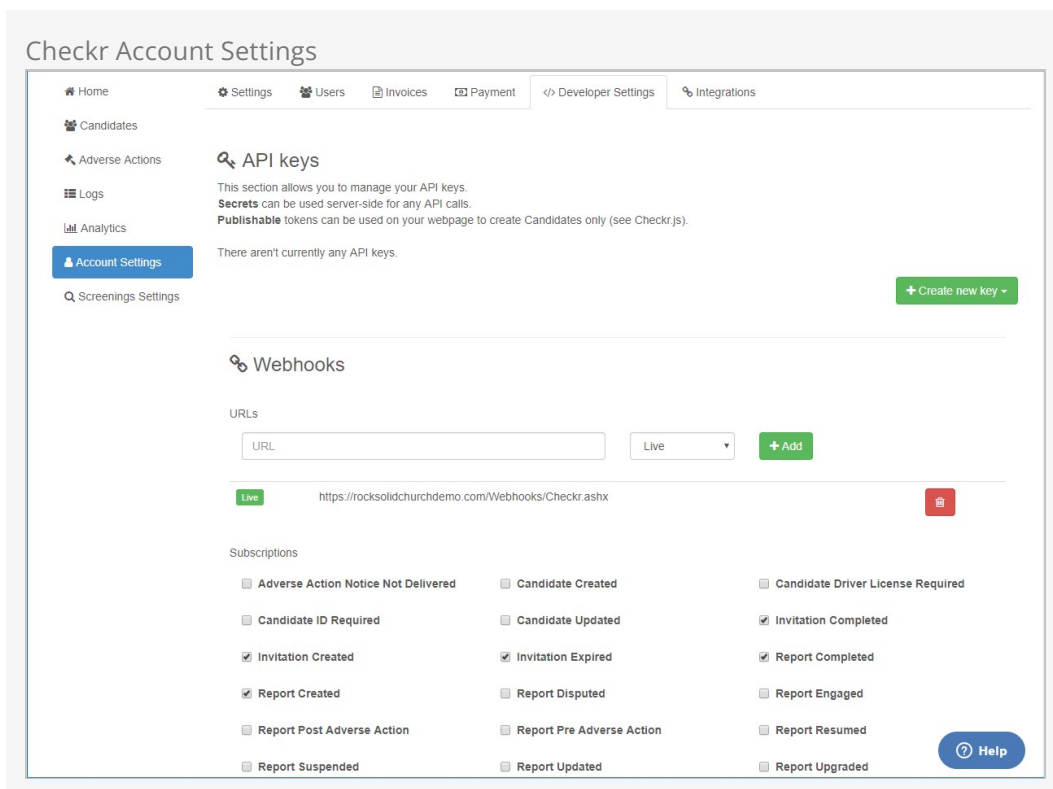 Checkr Account Settings
Home
Candidates
Adverse Actions
Logs
Analytics
Account Settings
Screenings Settings
Settings Users Invoices Payment </> Developer Settings Integrations
API keys
This section allows you to manage your API keys.
Secrets can be used server-side for any API calls.
Publishable tokens can be used on your webpage to create Candidates only (see Checkr.js).
There aren't currently any API keys.
+ Create new key
Webhooks
URLs
URL Live + Add
Live https://rocksolidchurchdemo.com/Webhooks/Checkr.ashx
Subscriptions
Adverse Action Notice Not Delivered Candidate Created Candidate Driver License Required
Candidate ID Required Candidate Updated Invitation Completed
Invitation Created Invitation Expired Report Completed
Report Created Report Disputed Report Engaged
Report Post Adverse Action Report Pre Adverse Action Report Resumed
Report Suspended Report Updated Report Upgraded
? Help